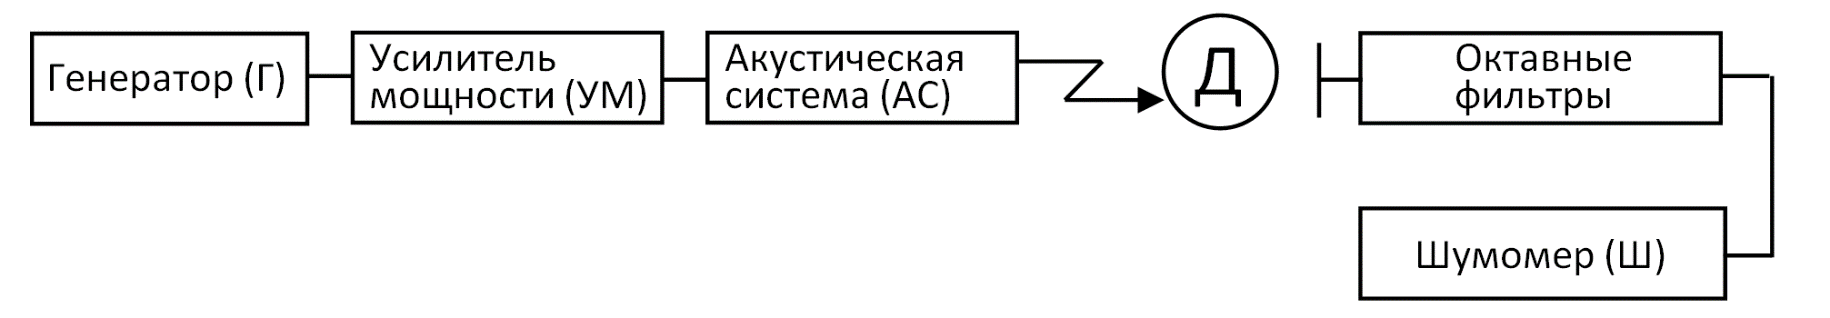 Генератор (Г)
Усилитель
мощности (УМ)
Акустическая
система (АС)
Д
Октавные
фильтры
Шумомер (Ш)